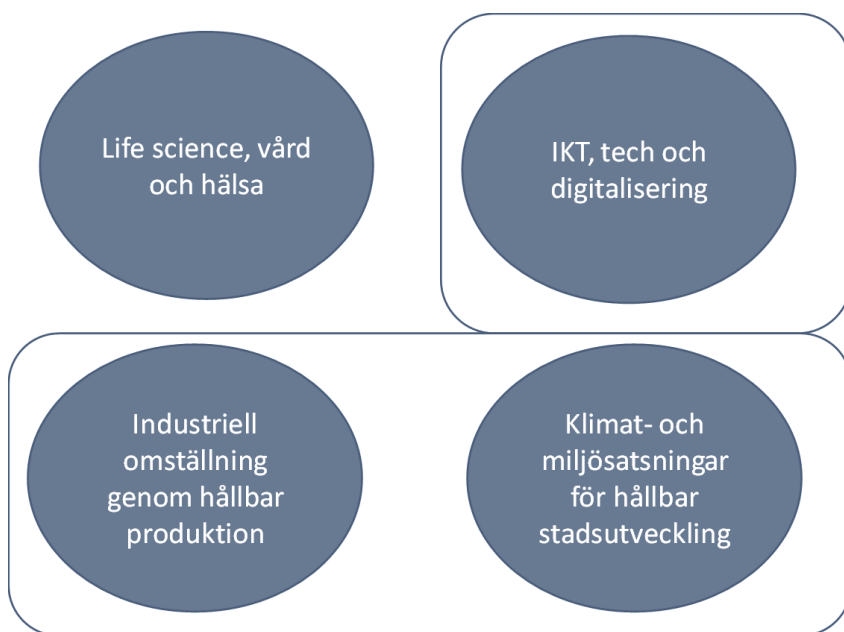 Life science, vård
och hälsa
IKT, tech och
digitalisering
Industriell
omställning
genom hållbar
produktion
Klimat- och
miljösatsningar
för hållbar
stadsutveckling